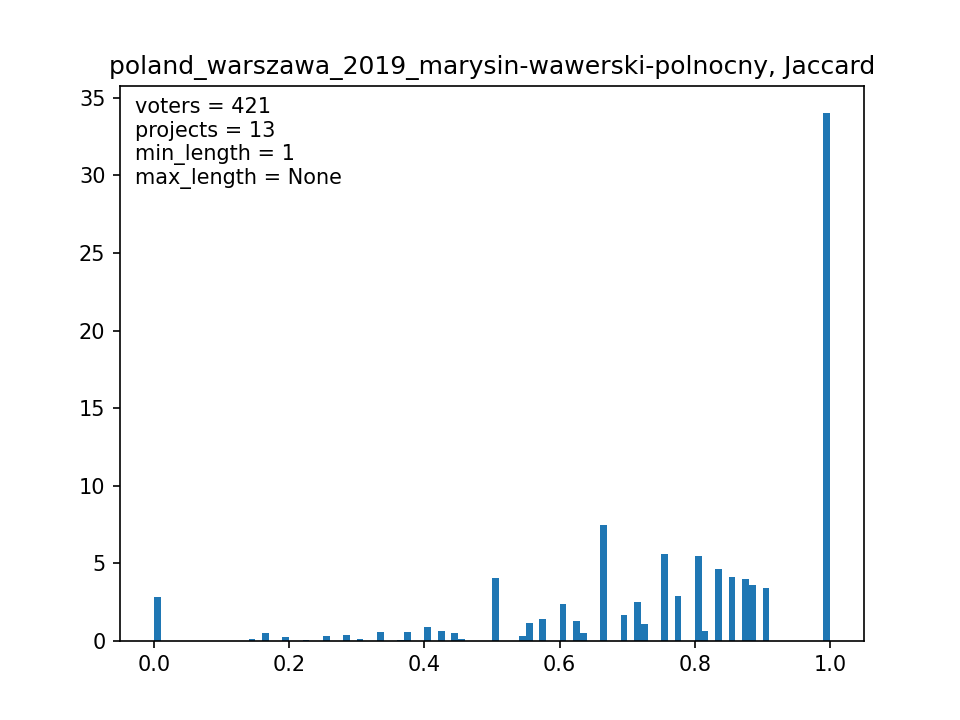 poland_warszawa_2019_marysin-wawerski-polnocny, Jaccard
voters = 421
projects = 13
min_length = 1
max_length = None
35
30
25
20
15
10
5
0
0.0 0.2 0.4 0.6 0.8 1.0